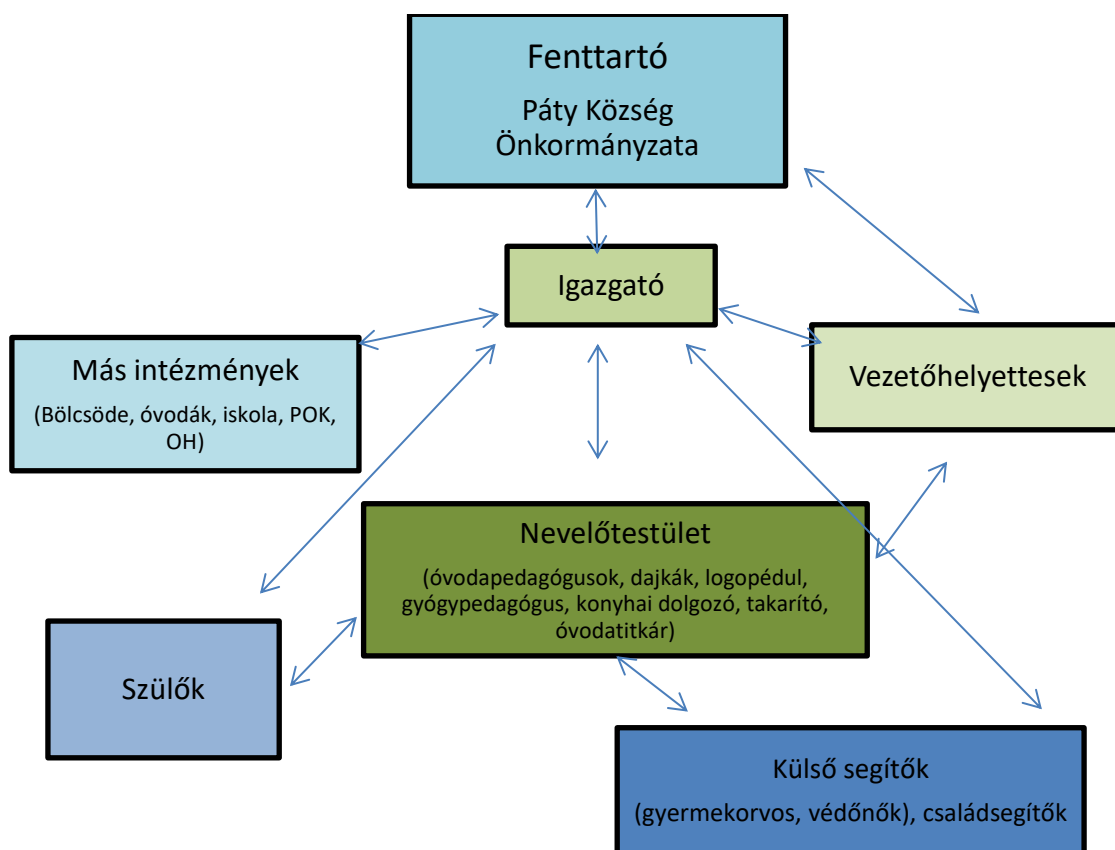 Fenttartó
Páty Község
Önkormányzata
Igazgató
Más intézmények
(Bölcsöde, óvodák, iskola, POK,
OH)
Vezetőhelyettesek
Nevelőtestület
(óvodapedagógusok, dajkák, logopédul,
gyógypedagógus, konyhai dolgozó, takarító,
óvodatitkár)
Szülők
Külső segítők
(gyermekorvos, védőnők), családsegítők